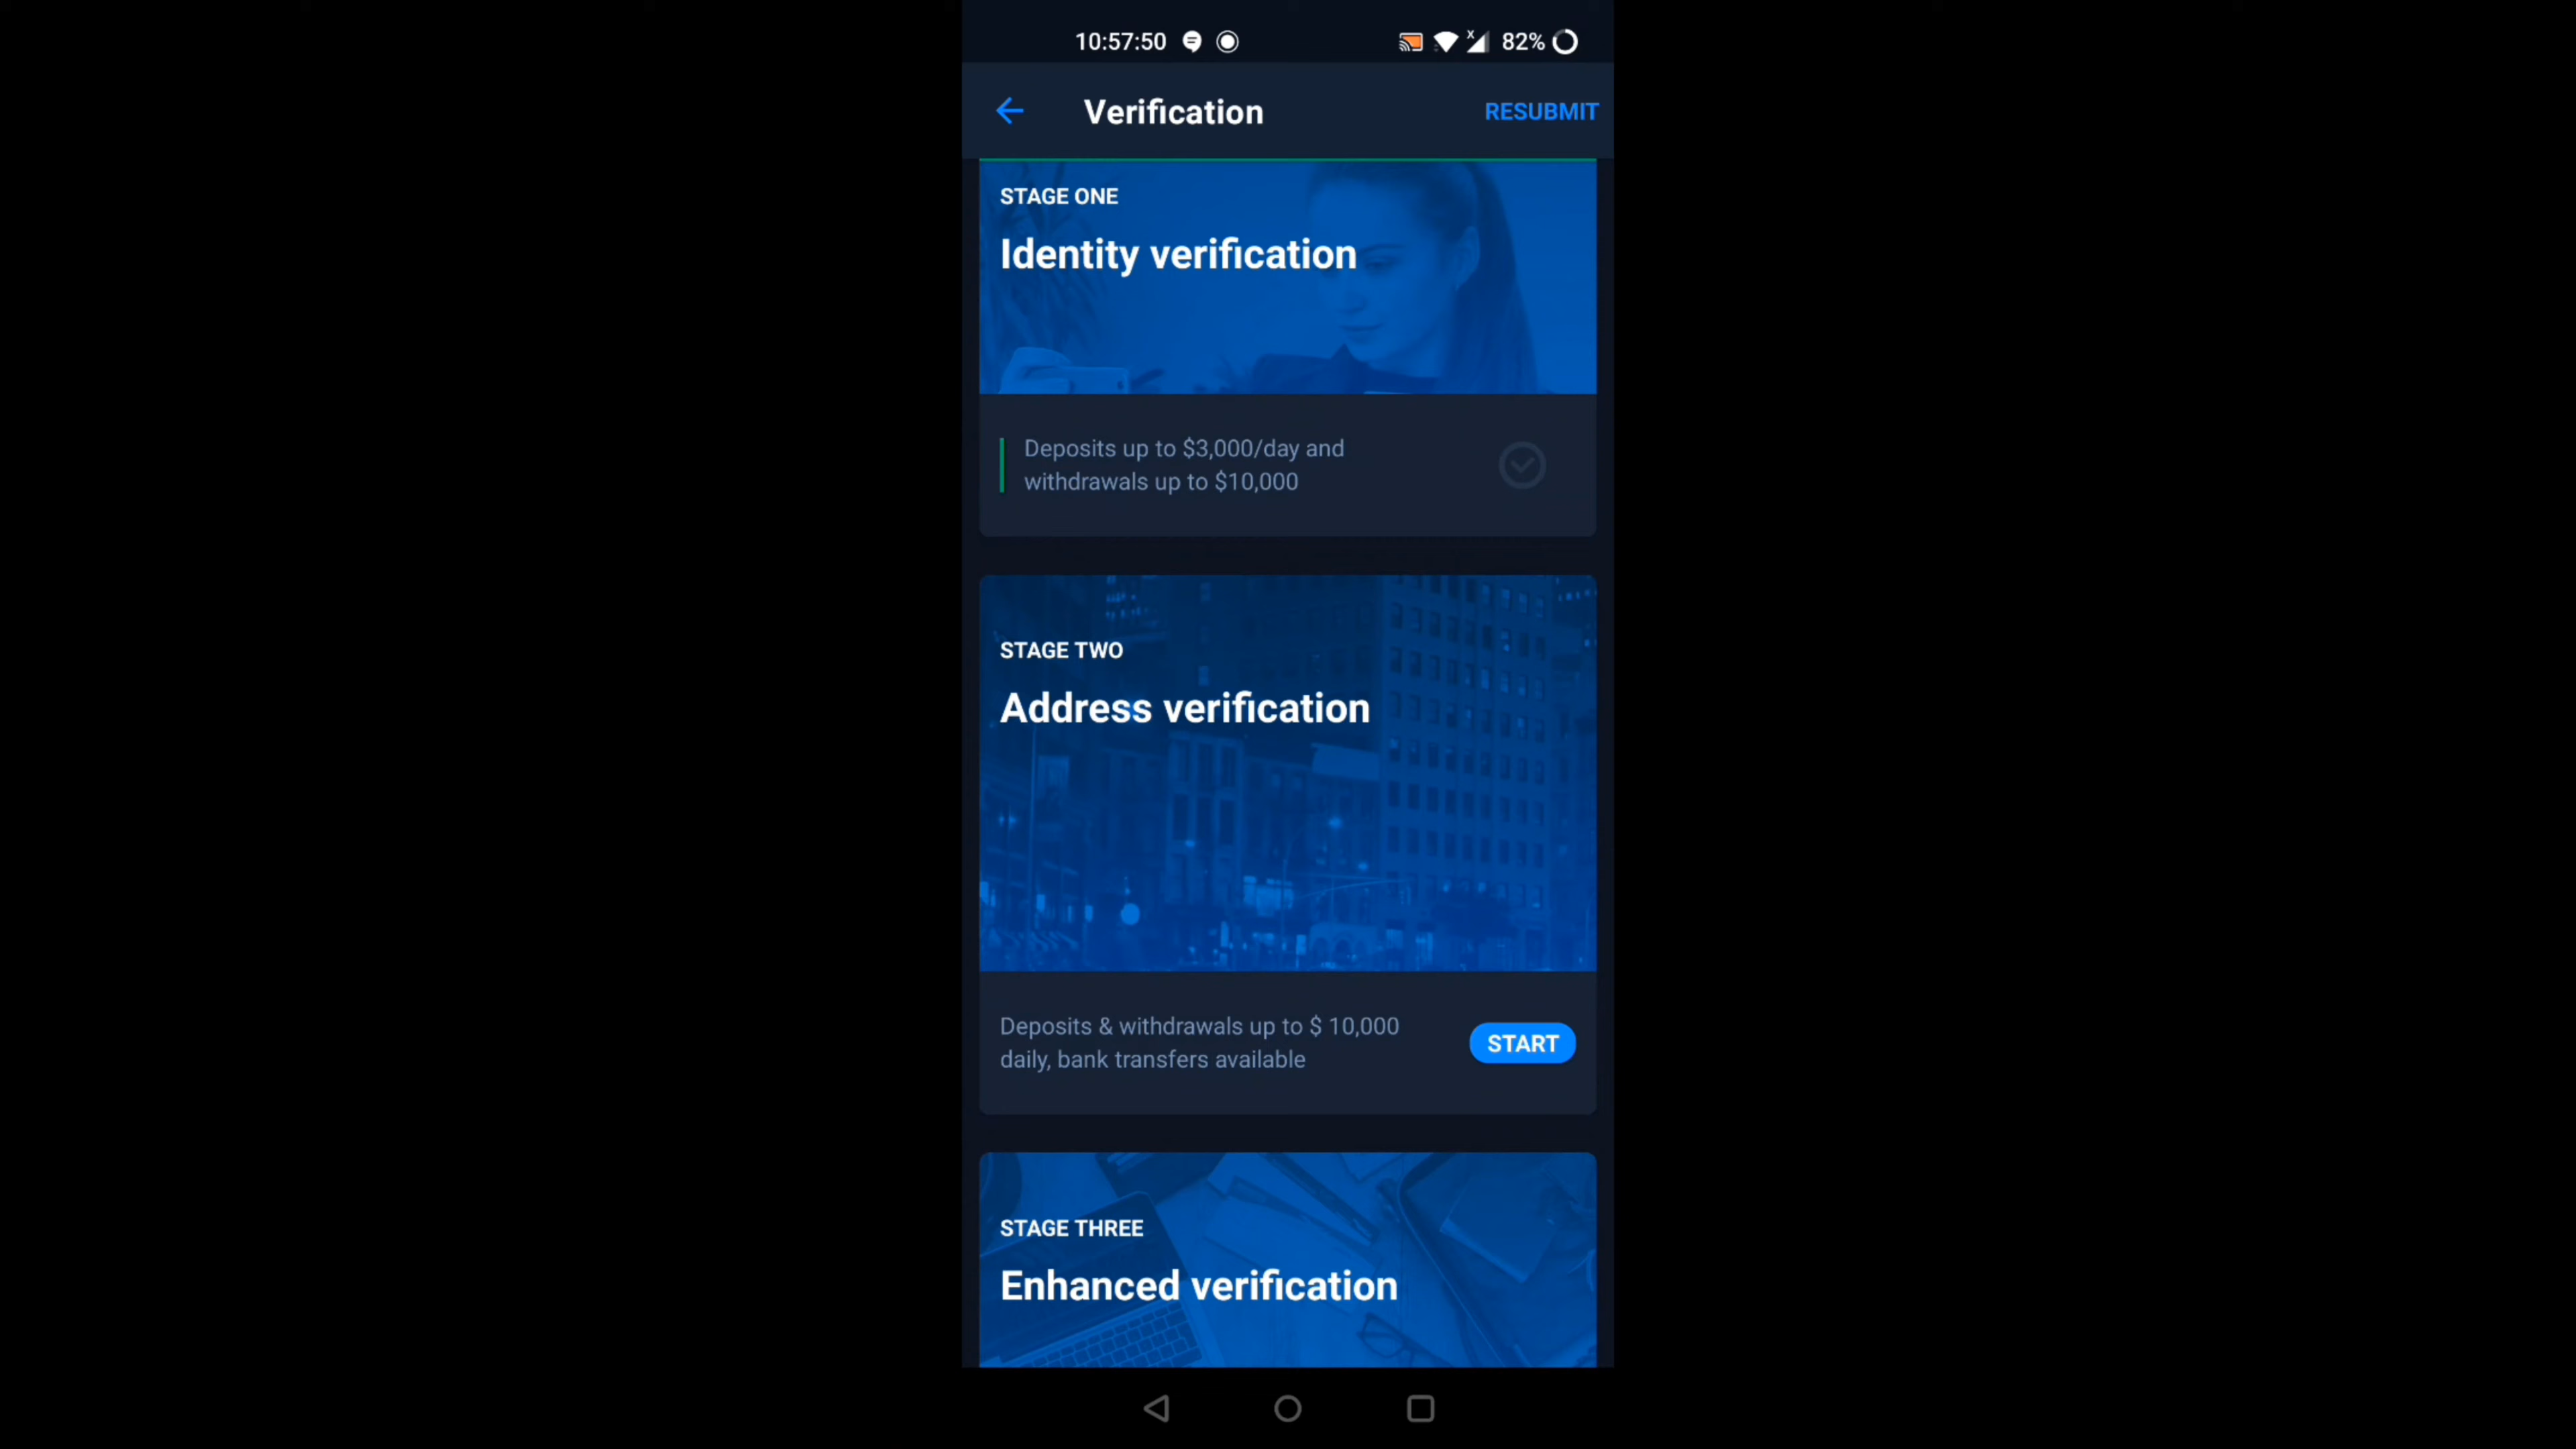 10:57:50
82%
Verification
RESUBMIT
STAGE ONE
Identity verification
Deposits up to $3,000/day and
withdrawals up to $10,000
STAGE TWO
Address verification
Deposits & withdrawals up to $ 10,000
daily, bank transfers available
START
STAGE THREE
Enhanced verification